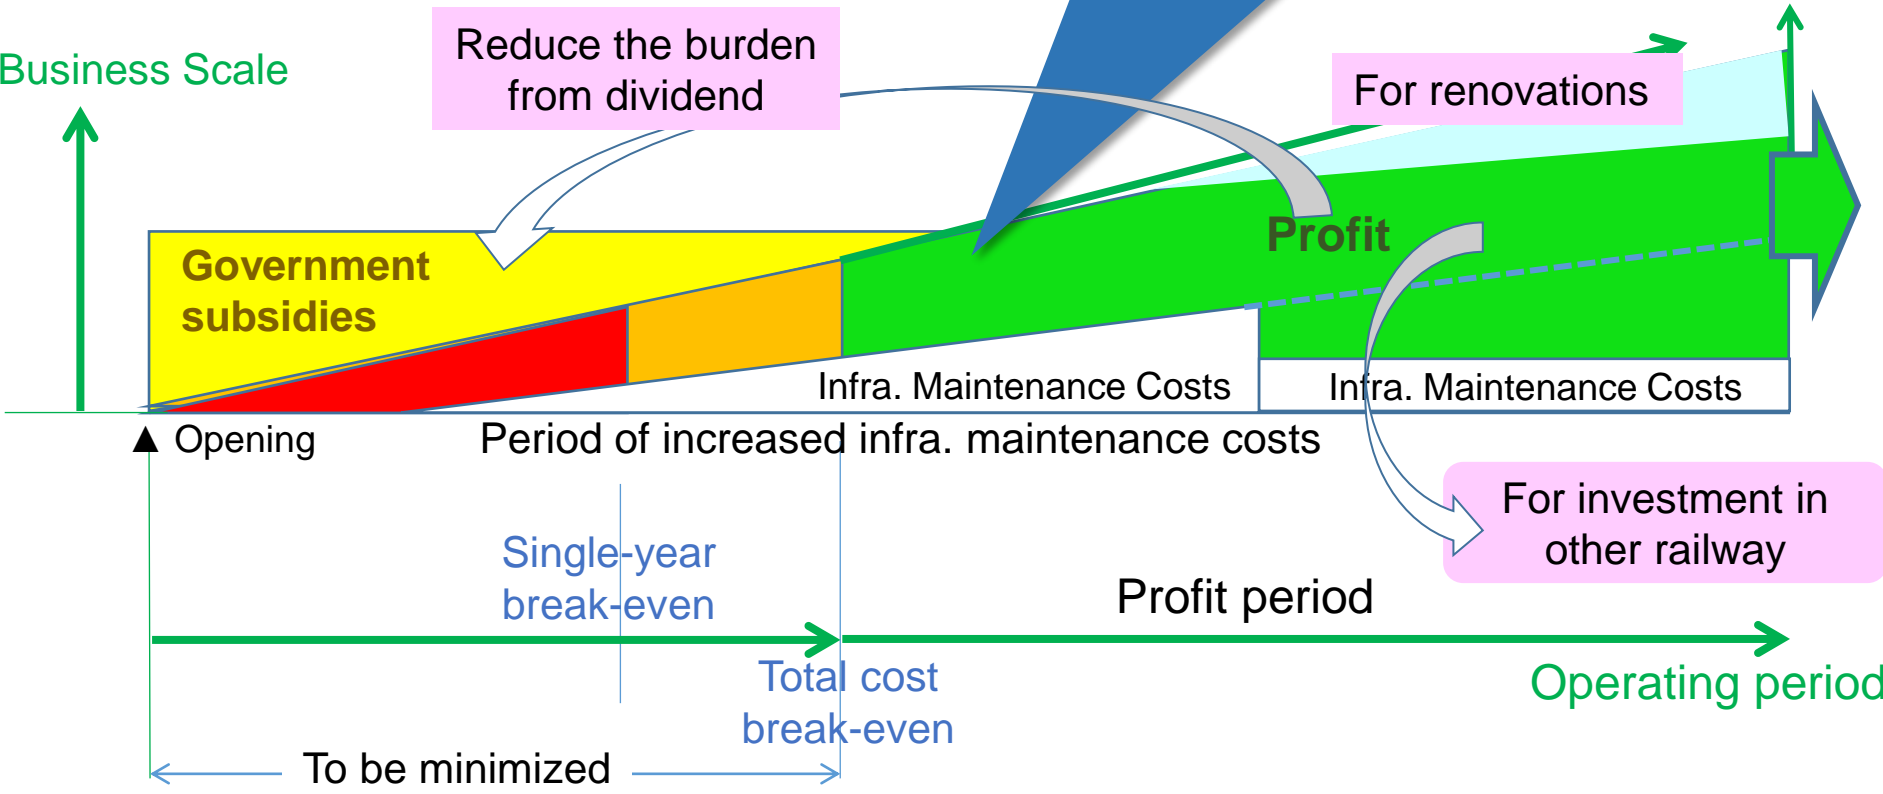 Business Scale
Reduce the burden
from dividend
For renovations
Government
subsidies
Profit
Infra. Maintenance Costs
Infra. Maintenance Costs
▲ Opening
Period of increased infra. maintenance costs
For investment in
other railway
Single-year
break-even
Profit period
Total cost
break-even
Operating period
To be minimized